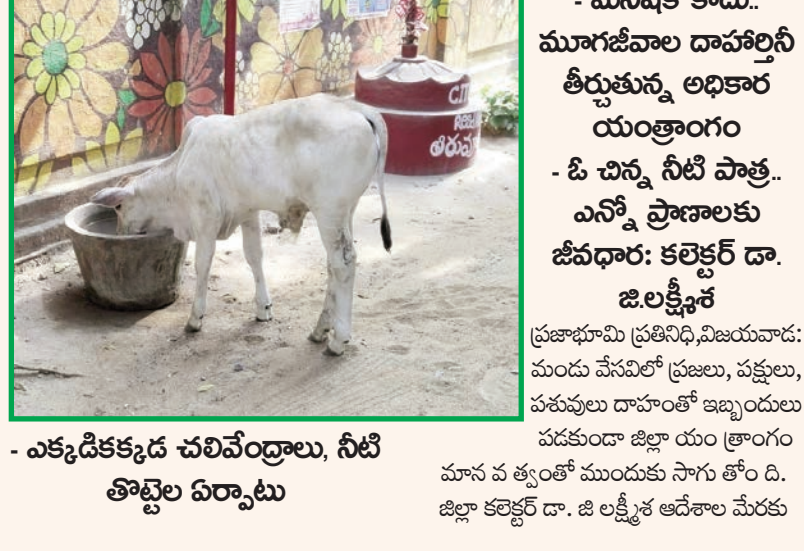 - మనిషికే కాదు..
మూగజీవాల దాహార్తినీ
తీర్చుతున్న అధికార
యంత్రాంగం
- ఓ చిన్న నీటి పాత్ర..
ఎన్నో ప్రాణాలకు
జీవధార: కలెక్టర్ డా.
జి.లక్ష్మీశ
ప్రజాభూమి ప్రతినిధి,విజయవాడ:
మండు వేసవిలో ప్రజలు, పక్షులు,
పశువులు దాహంతో ఇబ్బందులు
పడకుండా జిల్లా యం త్రాంగం
మాన వ త్వంతో ముందుకు సాగు తోం ది.
జిల్లా కలెక్టర్ డా. జి లక్ష్మీశ ఆదేశాల మేరకు
- ఎక్కడికక్కడ చలివేంద్రాలు, నీటి
తొట్టెల ఏర్పాటు